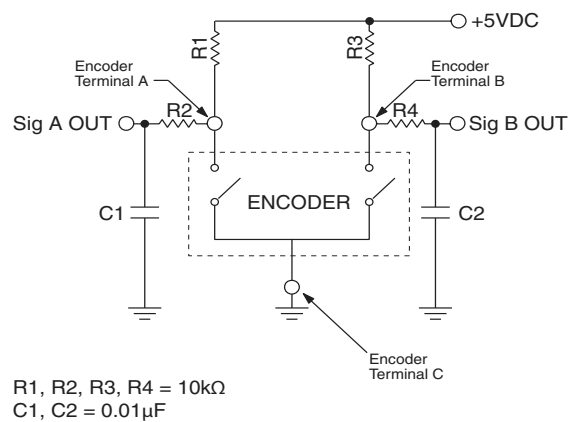 +5VDC
R1
R3
Encoder
Terminal A
Encoder
Terminal B
Sig A OUT
R2
R4
Sig B OUT
ENCODER
C1
C2
Encoder
Terminal C
R1, R2, R3, R4 = 10kΩ
C1, C2 = 0.01µF